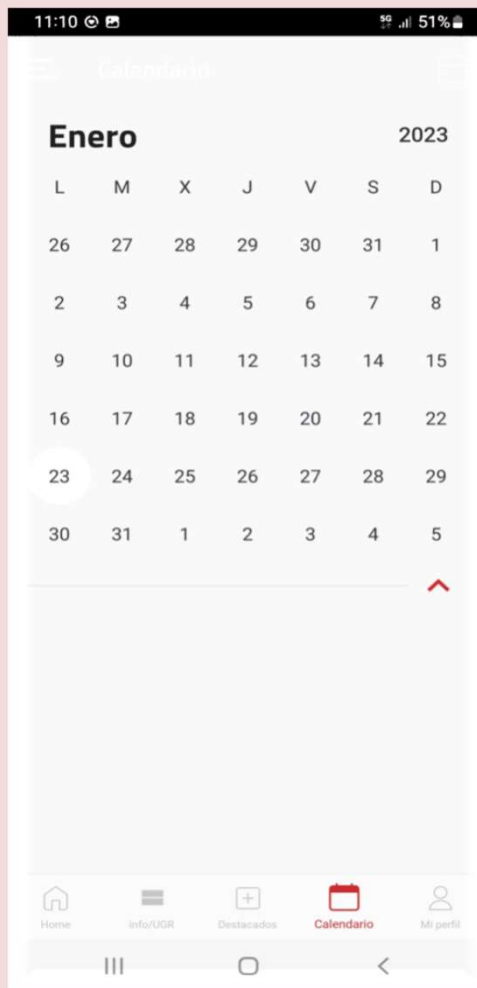 11:10 5G 51%
Calendario
Enero 2023
L M X J V S D
26 27 28 29 30 31 1
2 3 4 5 6 7 8
9 10 11 12 13 14 15
16 17 18 19 20 21 22
23 24 25 26 27 28 29
30 31 1 2 3 4 5
Home info/UGR Destacados Calendario Mi perfil